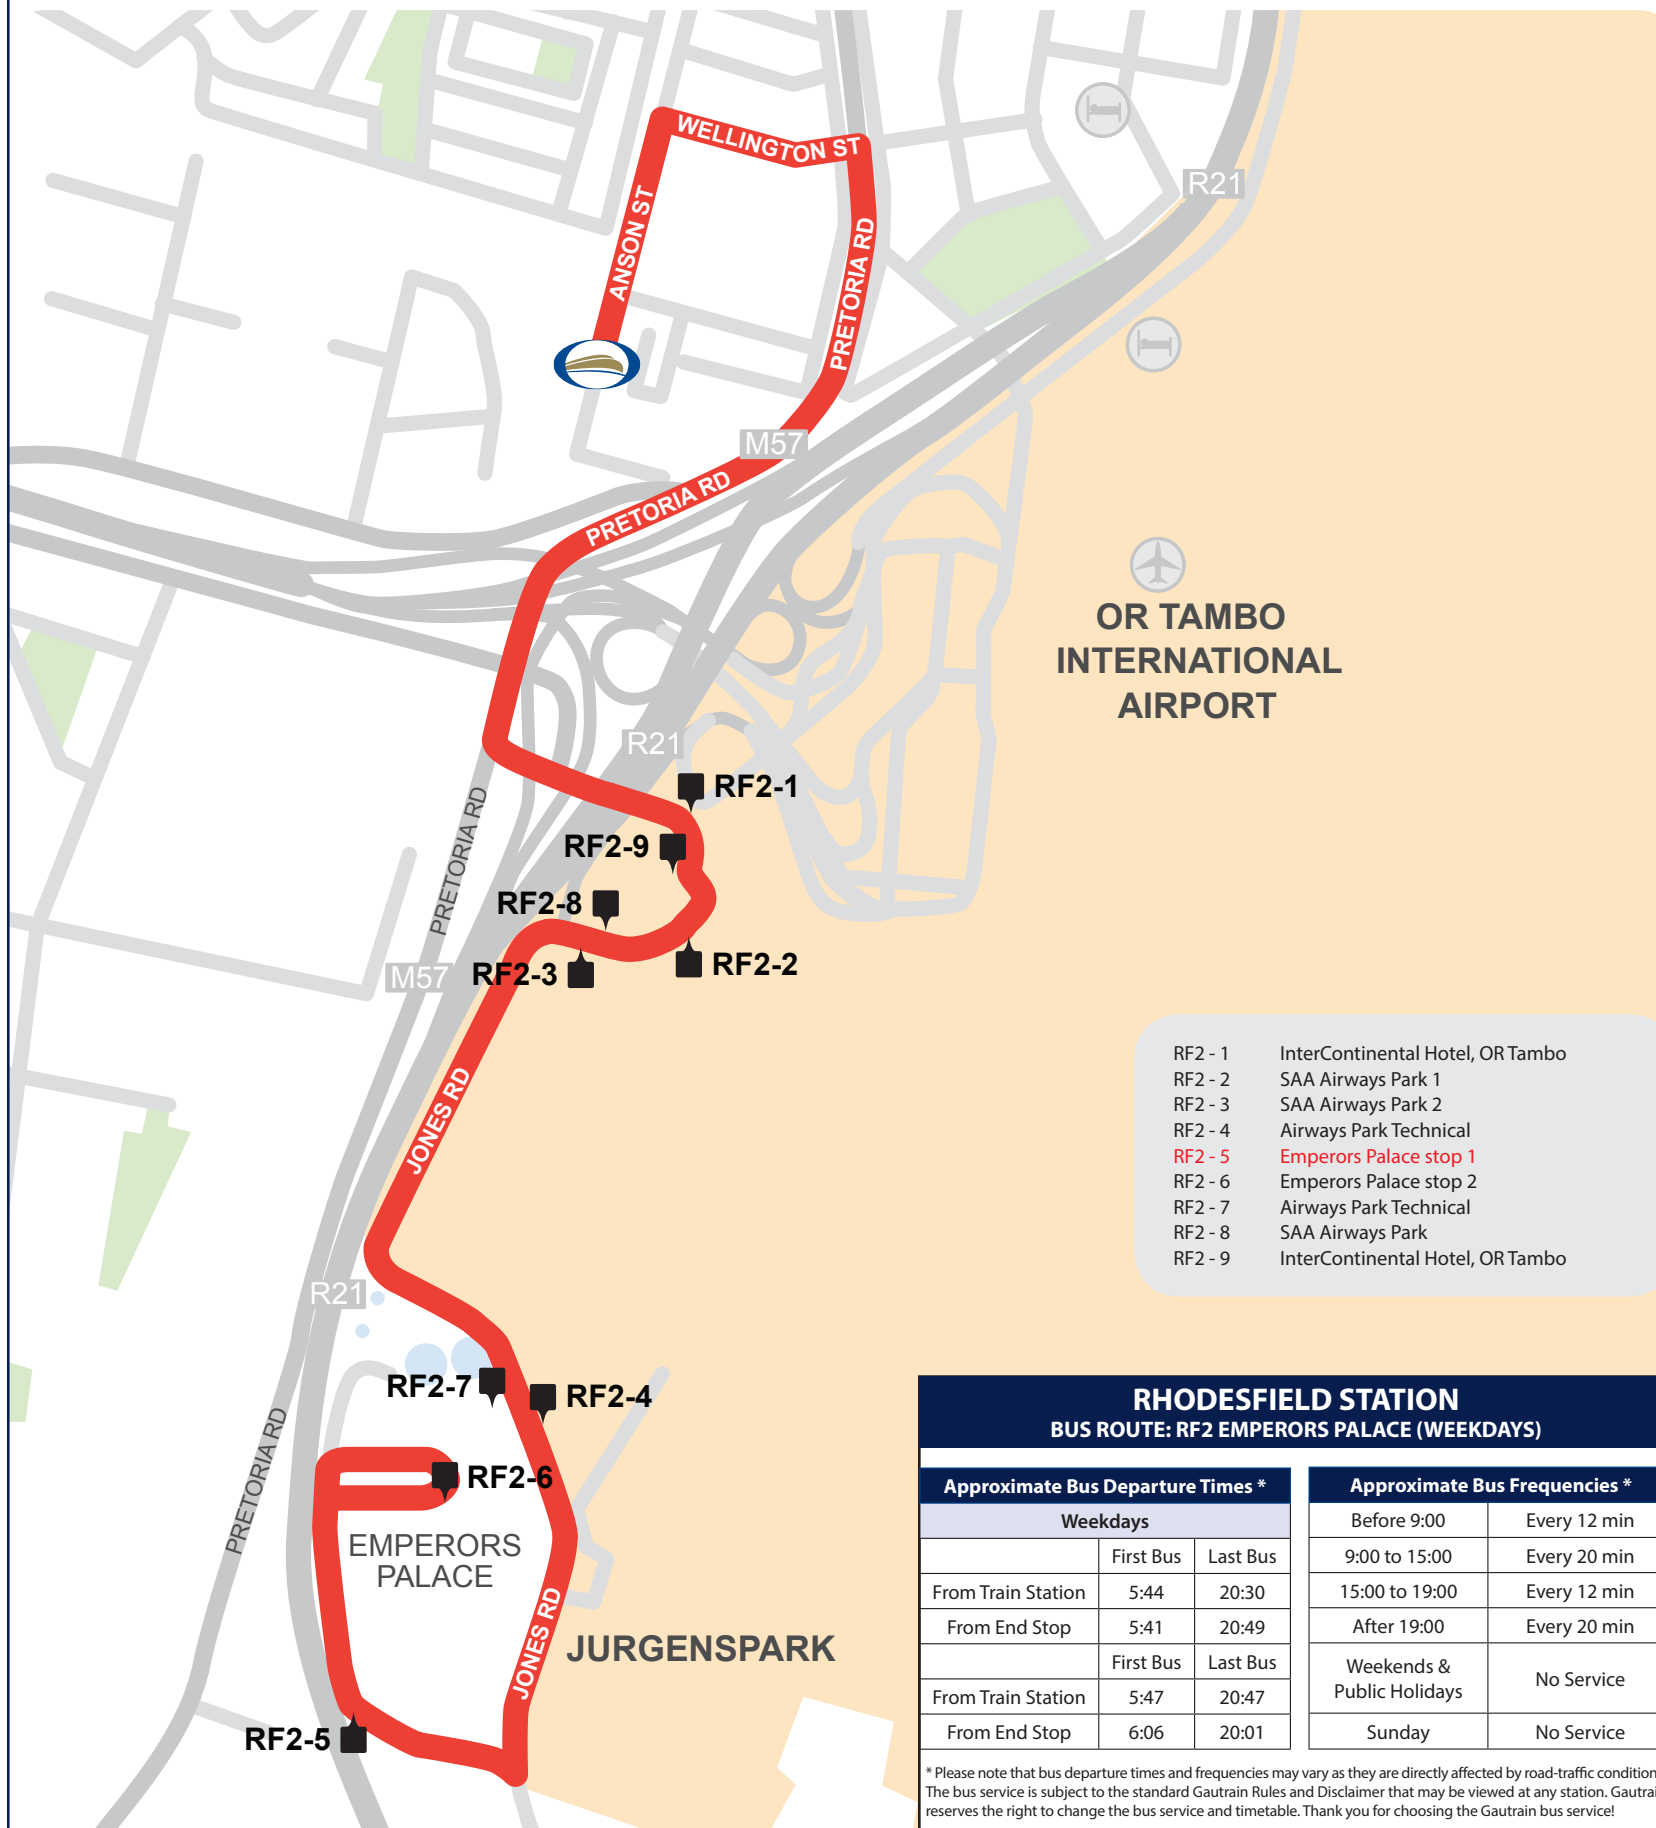 WELLINGTON ST
R21
ANSON ST
PRETORIA RD
M57
PRETORIA RD
OR TAMBO
INTERNATIONAL
AIRPORT
R21
RF2-1
PRETORIA RD
RF2-9
RF2-8
RF2-2
RF2-3
M57
JONES RD
RF2 - 1 InterContinental Hotel, OR Tambo
RF2 - 2 SAA Airways Park 1
RF2 - 3 SAA Airways Park 2
RF2 - 4 Airways Park Technical
RF2 - 5 Emperors Palace stop 1
RF2 - 6 Emperors Palace stop 2
RF2 - 7 Airways Park Technical
RF2 - 8 SAA Airways Park
RF2 - 9 InterContinental Hotel, OR Tambo
R21
RF2-7
RF2-4
PRETORIA RD
RF2-6
EMPERORS
PALACE
JONES RD
JURGENSPARK
RF2-5
RHODESFIELD STATION
BUS ROUTE: RF2 EMPERORS PALACE (WEEKDAYS)
Approximate Bus Departure Times *
Weekdays
First Bus Last Bus
From Train Station 5:44 20:30
From End Stop 5:41 20:49
First Bus Last Bus
From Train Station 5:47 20:47
From End Stop 6:06 20:01
Approximate Bus Frequencies *
Before 9:00 Every 12 min
9:00 to 15:00 Every 20 min
15:00 to 19:00 Every 12 min
After 19:00 Every 20 min
Weekends &
Public Holidays No Service
Sunday No Service
* Please note that bus departure times and frequencies may vary as they are directly affected by road-traffic condition
The bus service is subject to the standard Gautrain Rules and Disclaimer that may be viewed at any station. Gautrai
reserves the right to change the bus service and timetable. Thank you for choosing the Gautrain bus service!